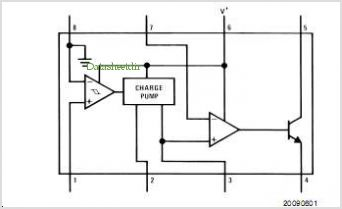 8 7 V+ 6 5
Datasheetdir
- +
CHARGE
PUMP
- +
1 2 3 4
20090601